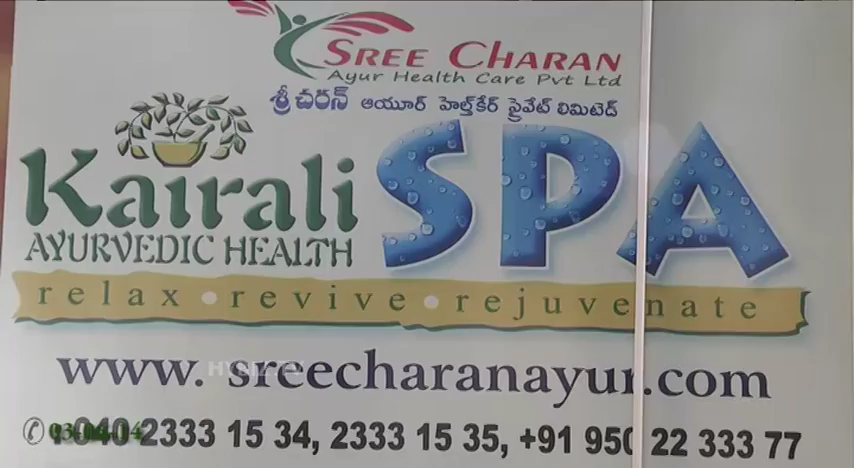 SREE CHARAN
Ayur Health Care Pvt Ltd
శ్రీ చరణ్ ఆయూర్ హెల్త్‌కేర్ ప్రైవేట్ లిమిటెడ్
Kairali SPA
AYURVEDIC HEALTH
relax • revive • rejuvenate
www. sreecharanayur.com
040 2333 15 34, 2333 15 35, +91 950 22 333 77